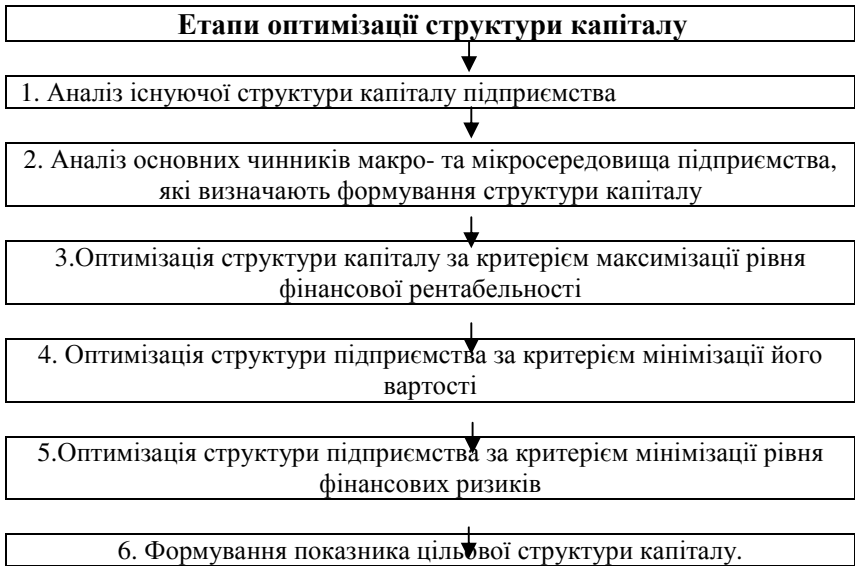 Етапи оптимізації структури капіталу
1. Аналіз існуючої структури капіталу підприємства
2. Аналіз основних чинників макро- та мікросередовища підприємства,
які визначають формування структури капіталу
3.Оптимізація структури капіталу за критерієм максимізації рівня
фінансової рентабельності
4. Оптимізація структури підприємства за критерієм мінімізації його
вартості
5.Оптимізація структури підприємства за критерієм мінімізації рівня
фінансових ризиків
6. Формування показника цільової структури капіталу.